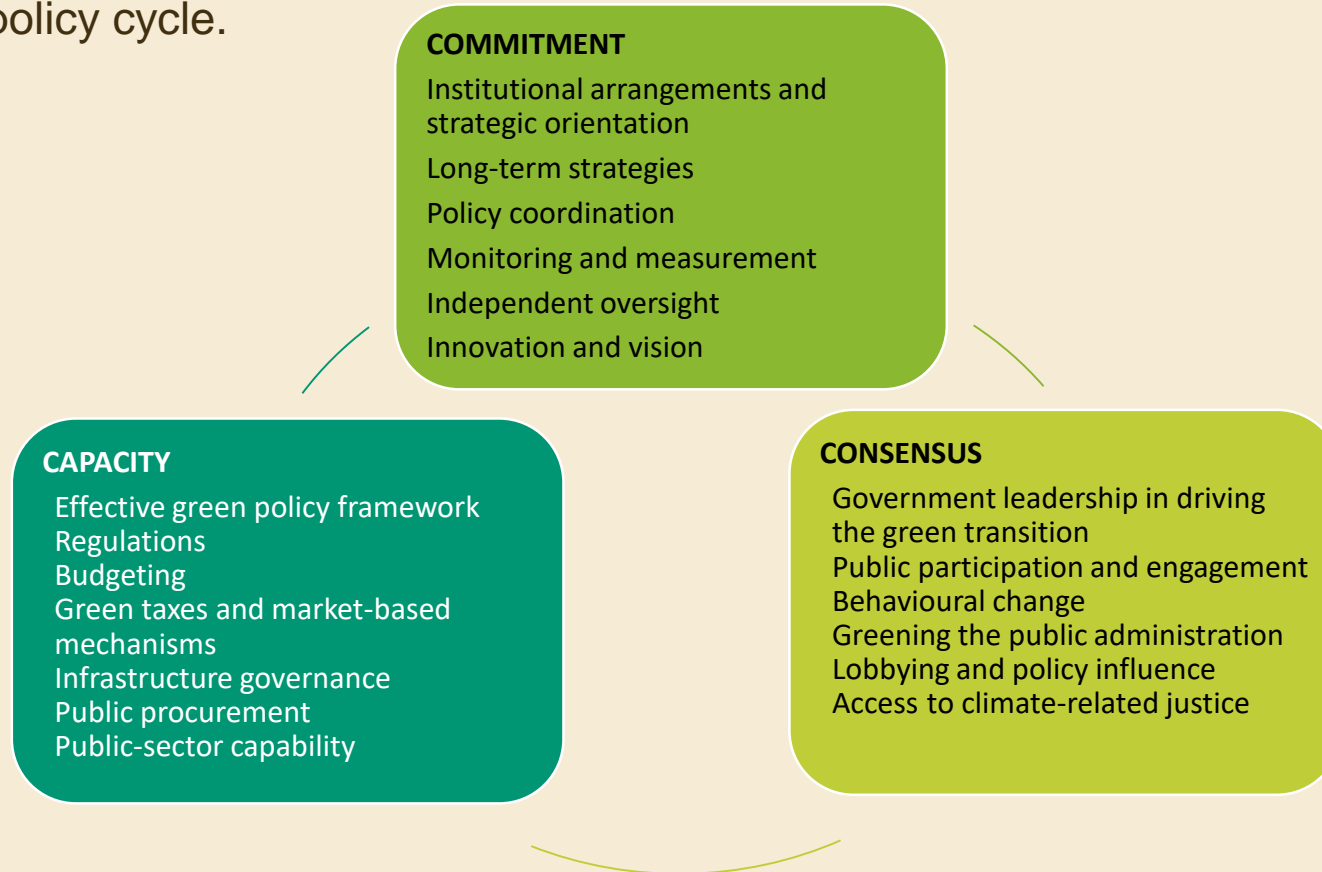 policy cycle.
COMMITMENT
Institutional arrangements and
strategic orientation
Long-term strategies
Policy coordination
Monitoring and measurement
Independent oversight
Innovation and vision
CAPACITY
Effective green policy framework
Regulations
Budgeting
Green taxes and market-based
mechanisms
Infrastructure governance
Public procurement
Public-sector capability
CONSENSUS
Government leadership in driving
the green transition
Public participation and engagement
Behavioural change
Greening the public administration
Lobbying and policy influence
Access to climate-related justice